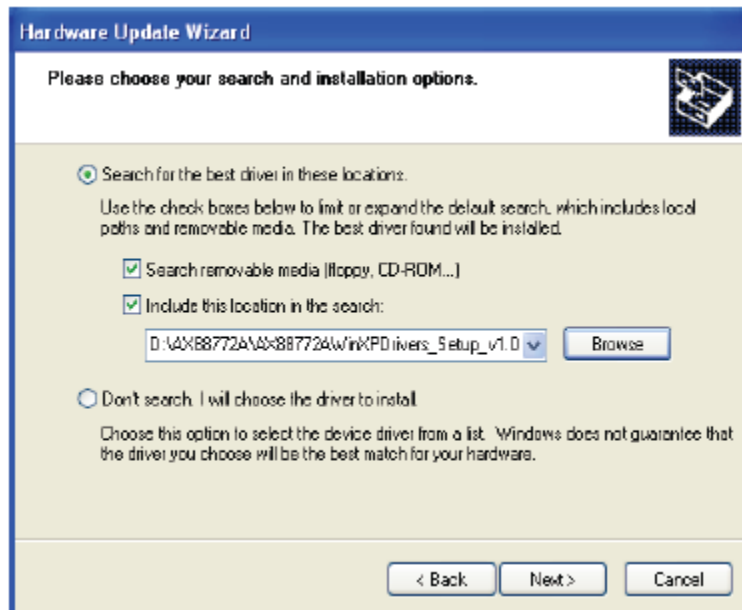 Hardware Update Wizard
Please choose your search and installation options.
Search for the best driver in these locations.
Use the check boxes below to limit or expand the default search, which includes local
paths and removable media. The best driver found will be installed.
Search removable media (floppy, CD-ROM...)
Include this location in the search:
D:\AX88772A\AX88772A\WinXPDrivers_Setup_v1.0
Browse
Don't search. I will choose the driver to install.
Choose this option to select the device driver from a list. Windows does not guarantee that
the driver you choose will be the best match for your hardware.
< Back
Next >
Cancel